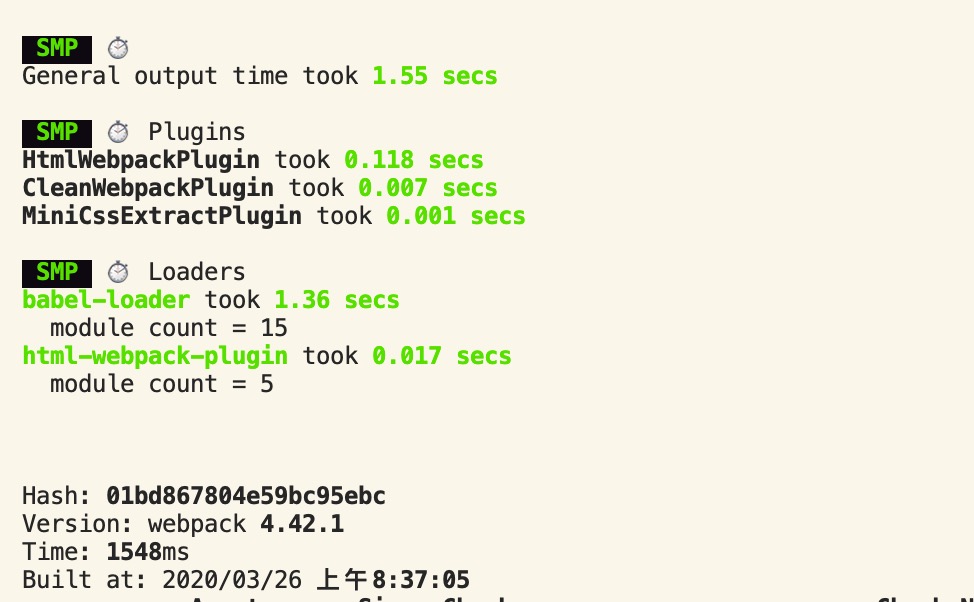 SMP ⏱
General output time took 1.55 secs
SMP ⏱ Plugins
HtmlWebpackPlugin took 0.118 secs
CleanWebpackPlugin took 0.007 secs
MiniCssExtractPlugin took 0.001 secs
SMP ⏱ Loaders
babel-loader took 1.36 secs
module count = 15
html-webpack-plugin took 0.017 secs
module count = 5
Hash: 01bd867804e59bc95ebc
Version: webpack 4.42.1
Time: 1548ms
Built at: 2020/03/26 上午8:37:05